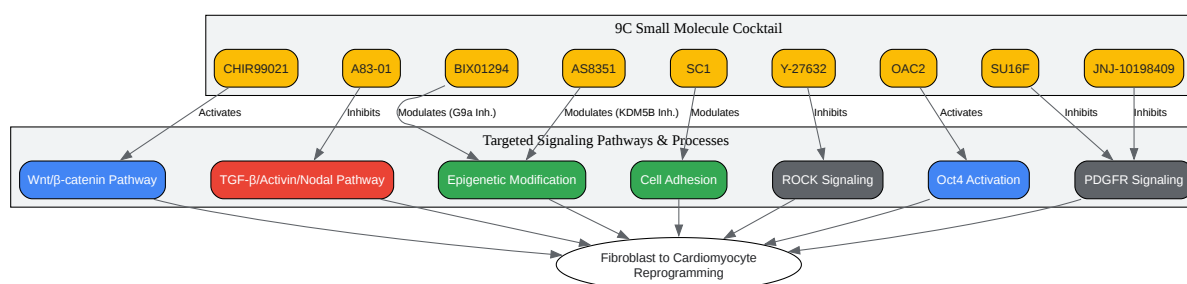 9C Small Molecule Cocktail
CHIR99021
A83-01
BIX01294
AS8351
SC1
Y-27632
OAC2
SU16F
JNJ-10198409
Activates
Inhibits
Modulates (G9a Inh.)
Modulates (KDM5B Inh.)
Modulates
Inhibits
Activates
Inhibits
Inhibits
Targeted Signaling Pathways & Processes
Wnt/β-catenin Pathway
TGF-β/Activin/Nodal Pathway
Epigenetic Modification
Cell Adhesion
ROCK Signaling
Oct4 Activation
PDGFR Signaling
Fibroblast to Cardiomyocyte
Reprogramming